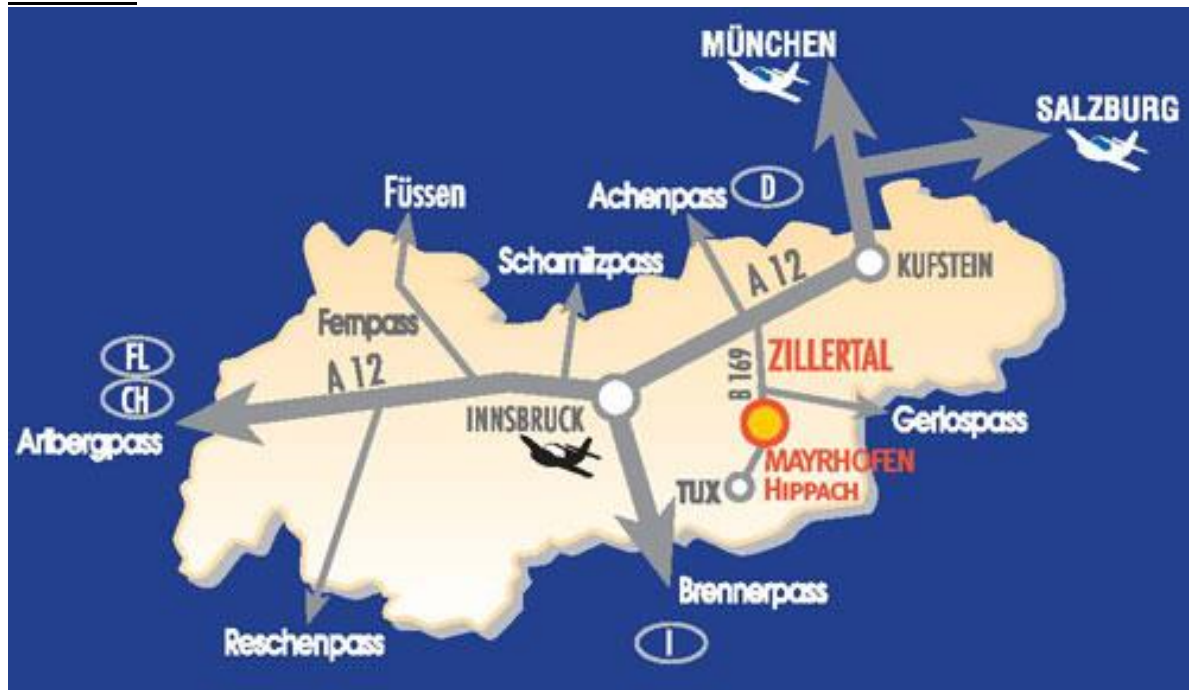 MÜNCHEN
SALZBURG
Füssen
Achenpass
D
Scharnitzpass
A 12
KUFSTEIN
Fernpass
FL
A 12
CH
B 169
ZILLERTAL
Arlbergpass
INNSBRUCK
Gerlospass
MAYRHOFEN
TUX
HIPPACH
Brennerpass
Reschenpass
I